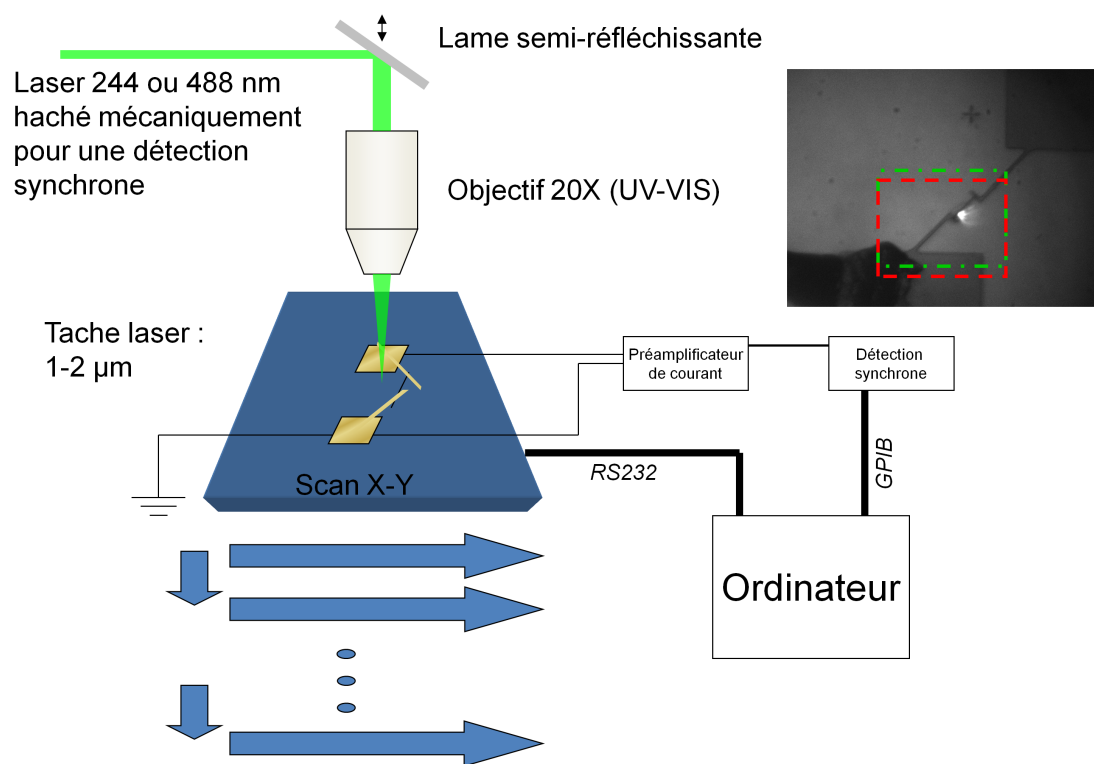 Lame semi-réfléchissante
Laser 244 ou 488 nm
haché mécaniquement
pour une détection
synchrone
Objectif 20X (UV-VIS)
Tache laser :
1-2 µm
Préamplificateur
de courant
Détection
synchrone
Scan X-Y
RS232
GPIB
Ordinateur